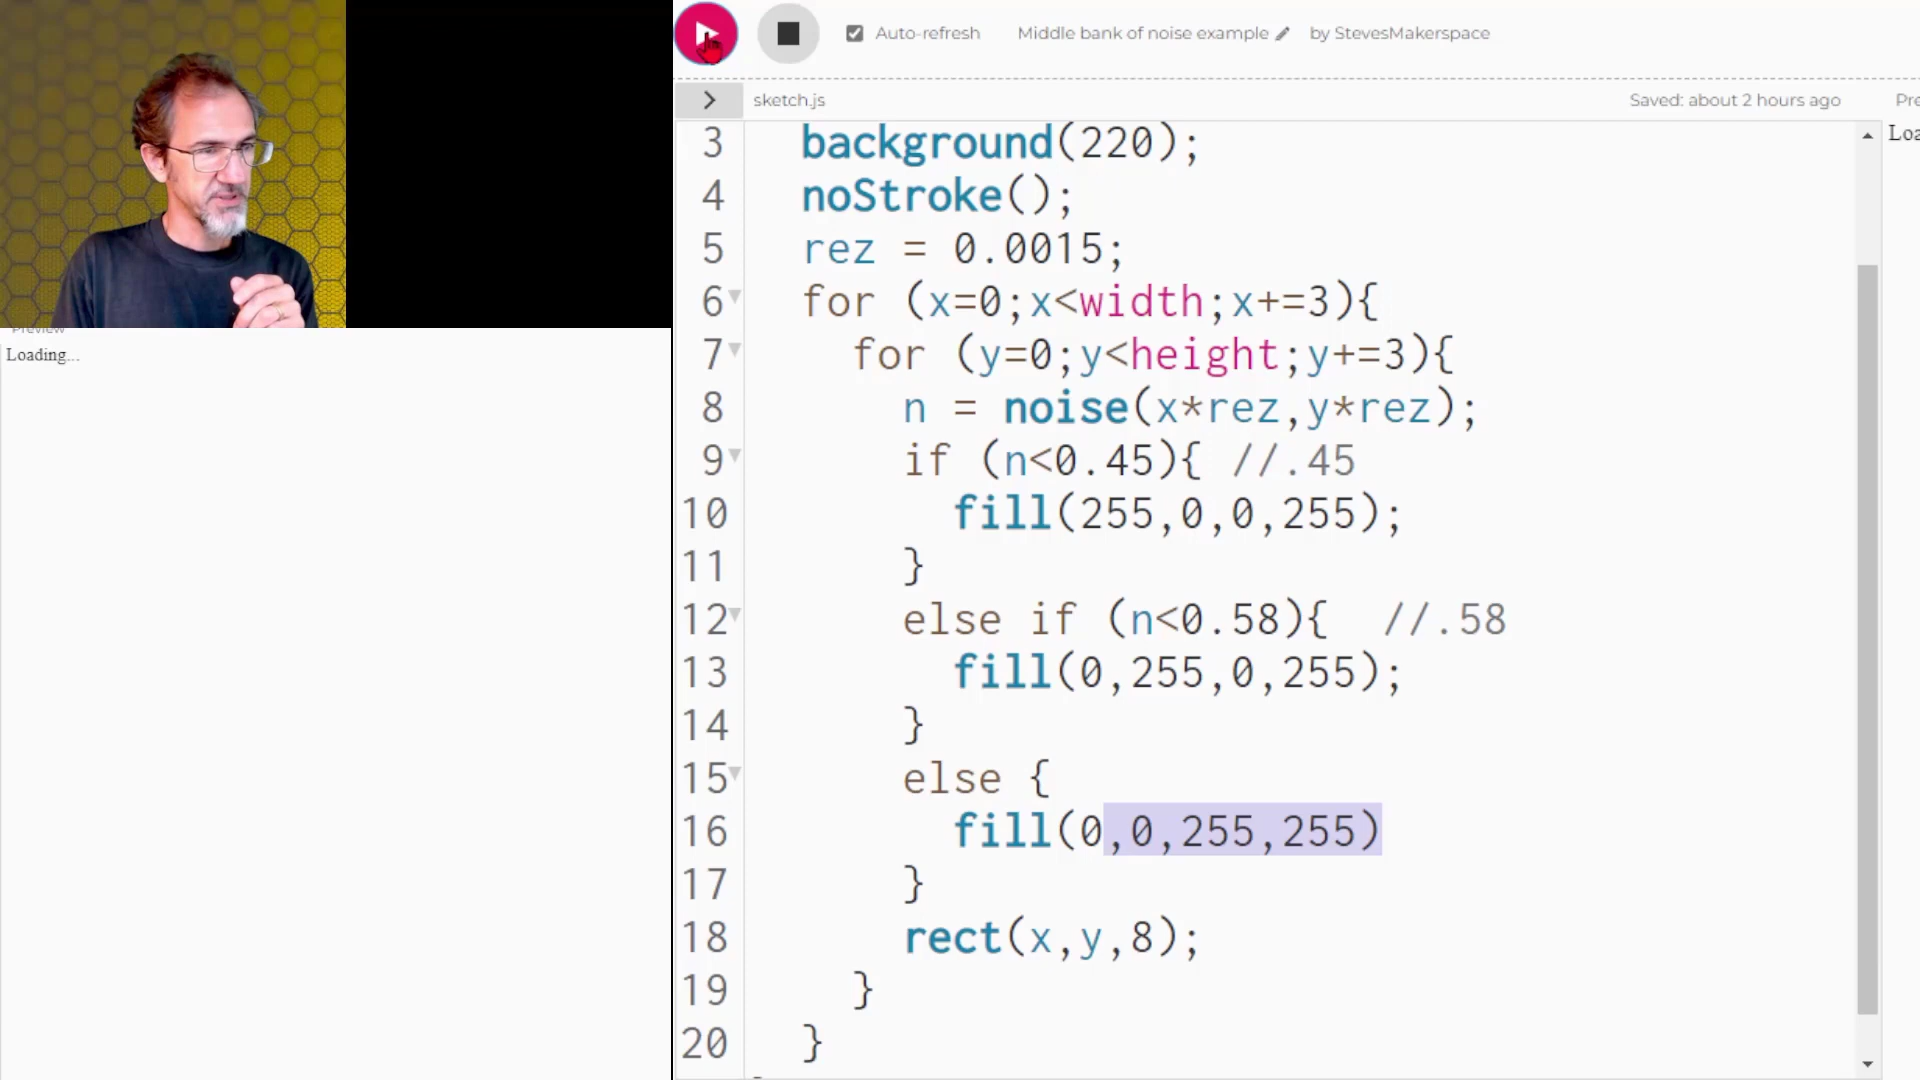 Auto-refresh
Middle bank of noise example
by StevesMakerspace
sketch.js
Saved: about 2 hours ago
Preview
Loading...
3 background(220);
4 noStroke();
5 rez = 0.0015;
6 for (x=0;x<width;x+=3){
7 for (y=0;y<height;y+=3){
8 n = noise(x*rez,y*rez);
9 if (n<0.45){ //.45
10 fill(255,0,0,255);
11 }
12 else if (n<0.58){ //.58
13 fill(0,255,0,255);
14 }
15 else {
16 fill(0,0,255,255)
17 }
18 rect(x,y,8);
19 }
20 }